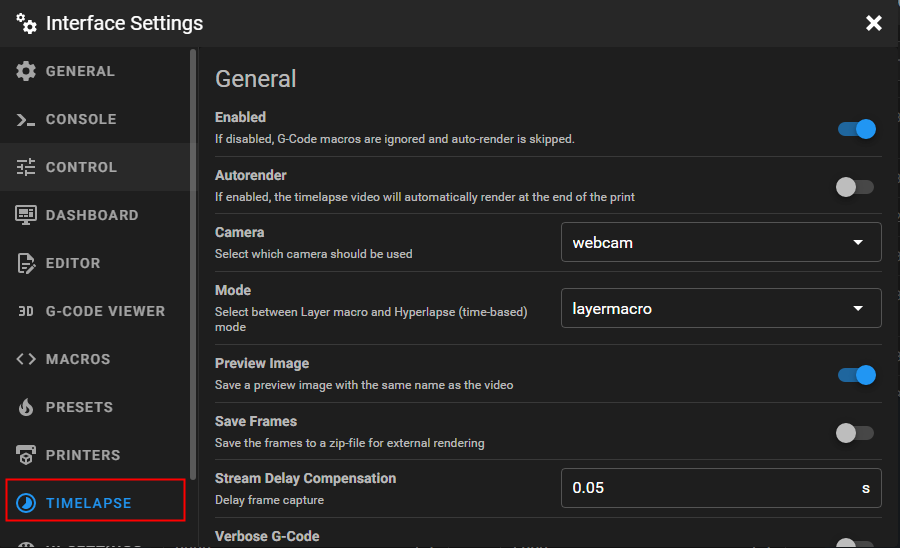 Interface Settings
GENERAL
CONSOLE
CONTROL
DASHBOARD
EDITOR
3D G-CODE VIEWER
MACROS
PRESETS
PRINTERS
TIMELAPSE
General
Enabled
If disabled, G-Code macros are ignored and auto-render is skipped.
Autorender
If enabled, the timelapse video will automatically render at the end of the print
Camera
Select which camera should be used
webcam
Mode
Select between Layer macro and Hyperlapse (time-based)
mode
layermacro
Preview Image
Save a preview image with the same name as the video
Save Frames
Save the frames to a zip-file for external rendering
Stream Delay Compensation
Delay frame capture
0.05 s
Verbose G-Code